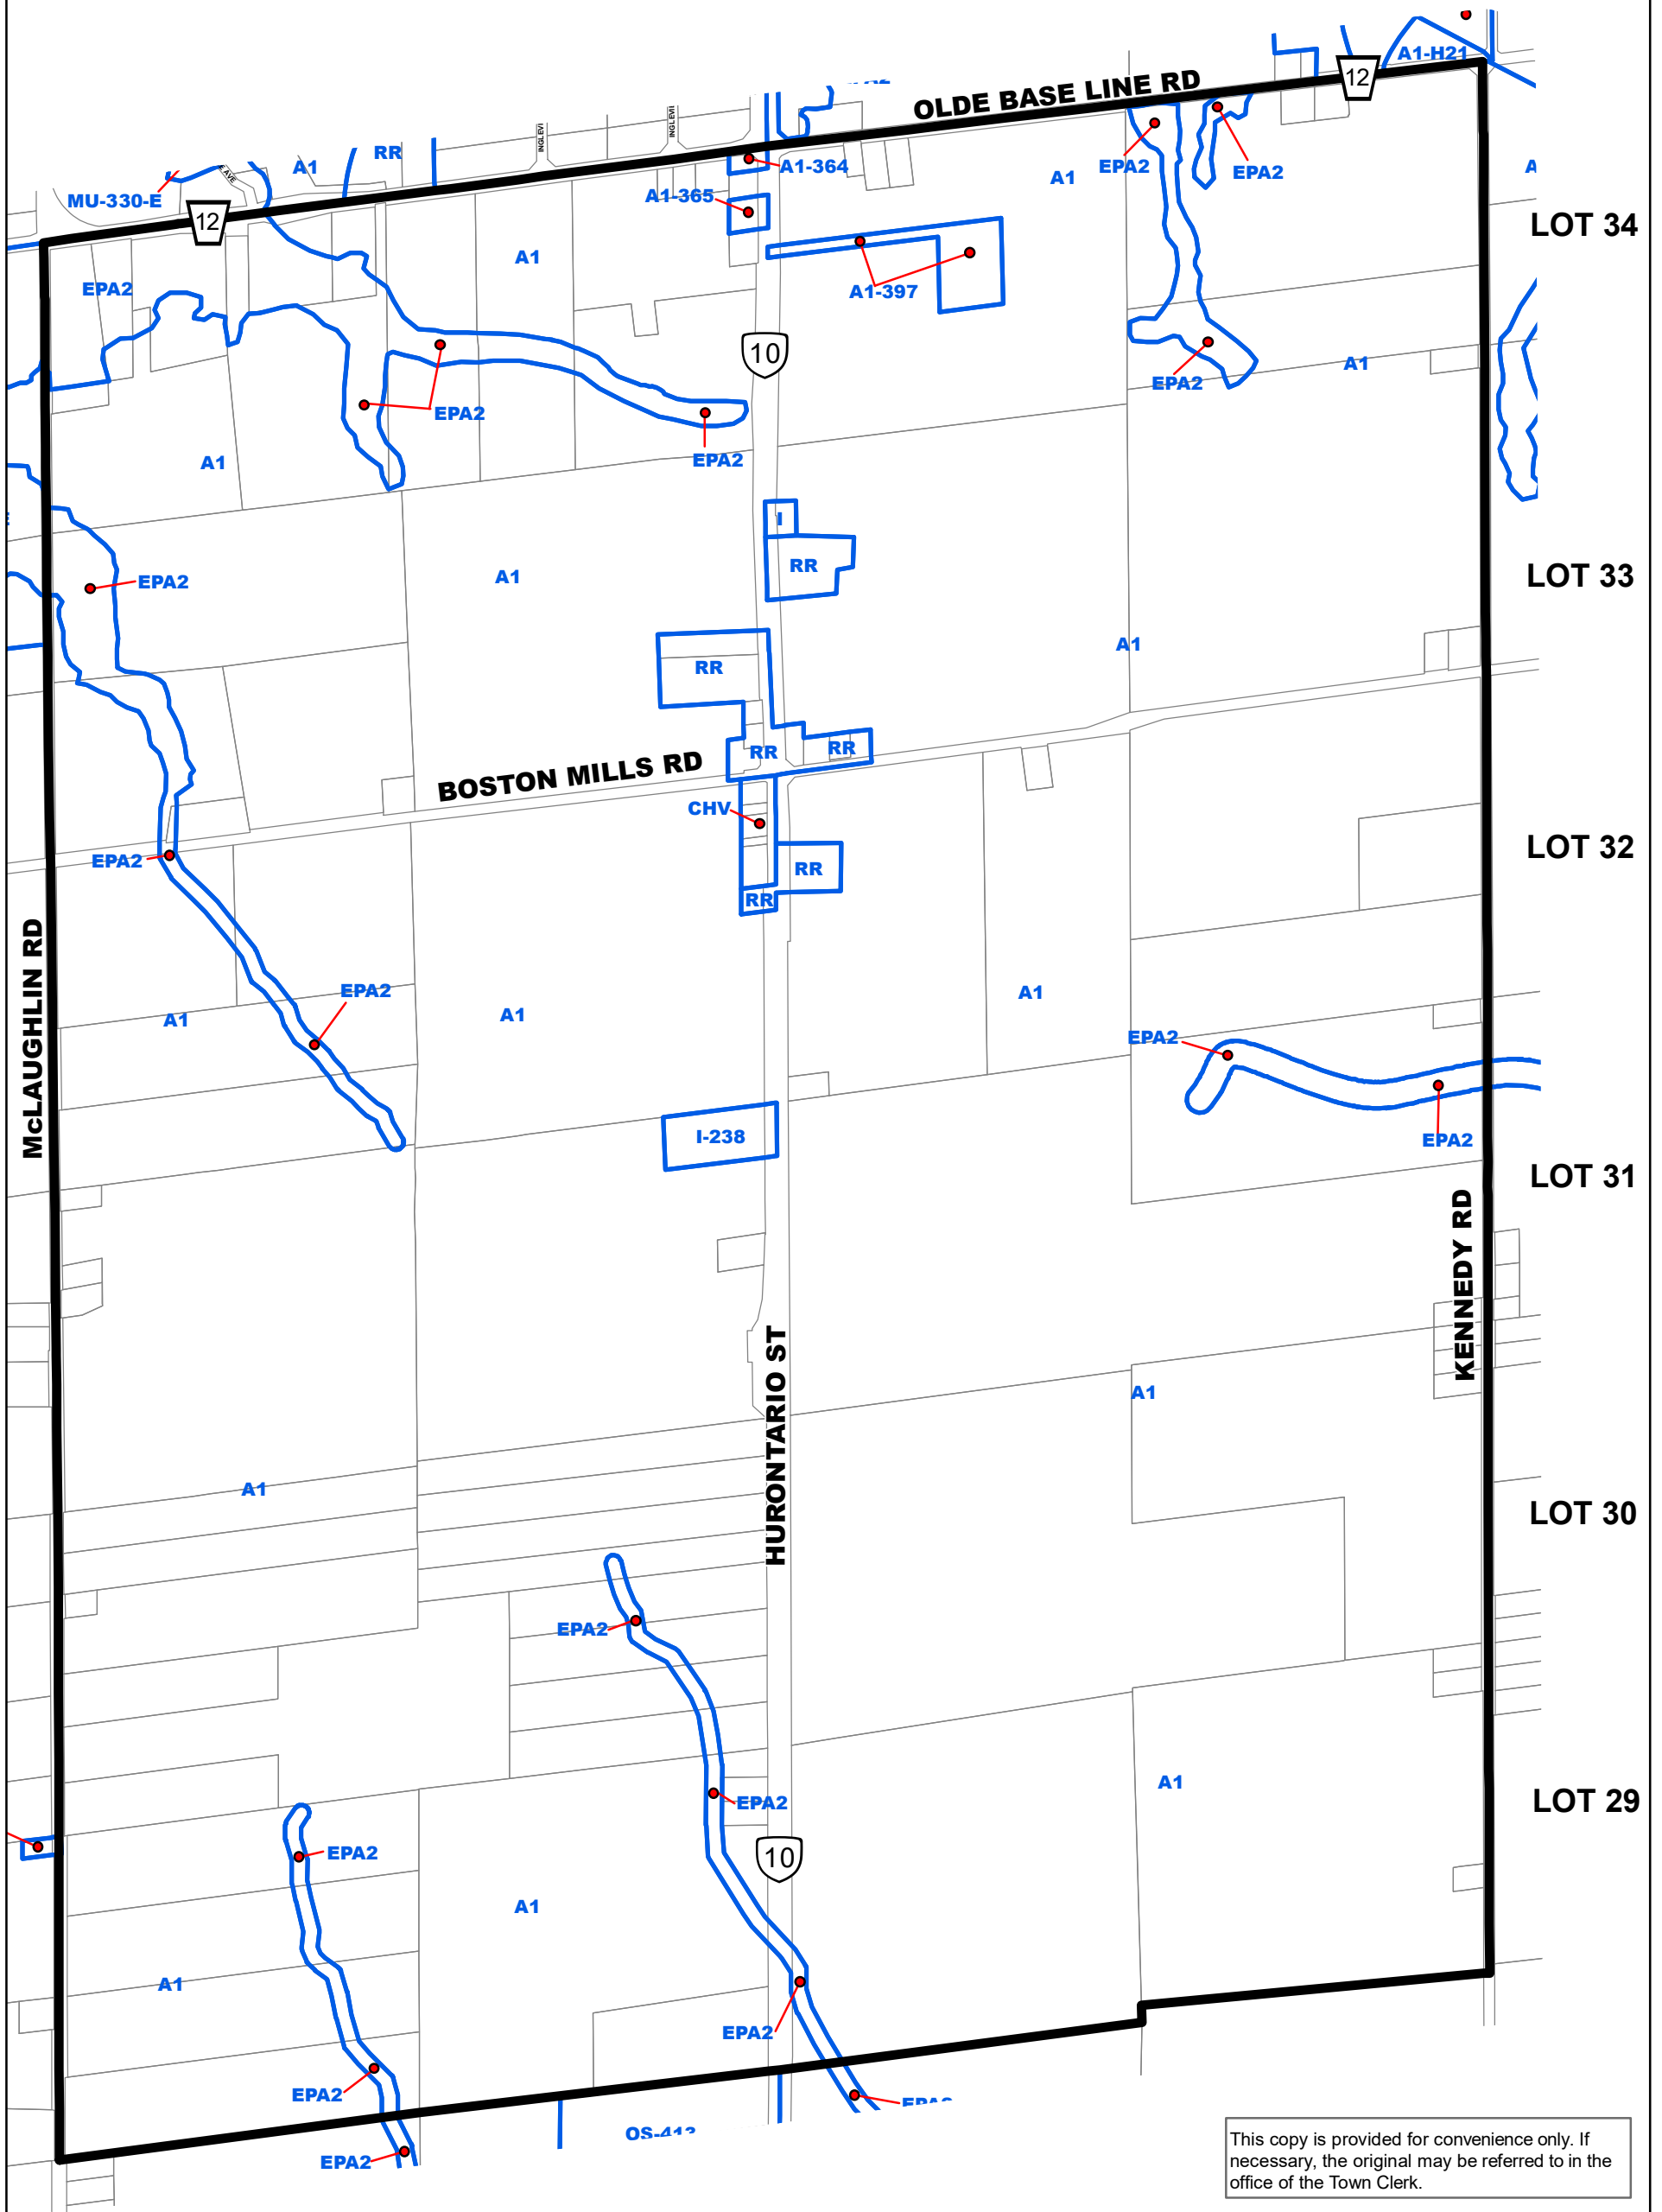 A1-H21
12
OLDE BASE LINE RD
INGLEVI
INGLEVI
RR
A1
AVE
MU-330-E
12
A1-364
A1-365
A1
EPA2
EPA2
A
LOT 34
A1
EPA2
A1-397
10
A1
EPA2
EPA2
EPA2
A1
I
RR
A1
EPA2
LOT 33
A1
RR
RR
RR
BOSTON MILLS RD
CHV
EPA2
RR
RR
LOT 32
McLAUGHLIN RD
EPA2
A1
A1
A1
EPA2
I-238
EPA2
LOT 31
KENNEDY RD
HURONTARIO ST
A1
A1
LOT 30
EPA2
EPA2
A1
LOT 29
EPA2
10
A1
A1
EPA2
EPA2
EPA2
This copy is provided for convenience only. If
necessary, the original may be referred to in the
office of the Town Clerk.